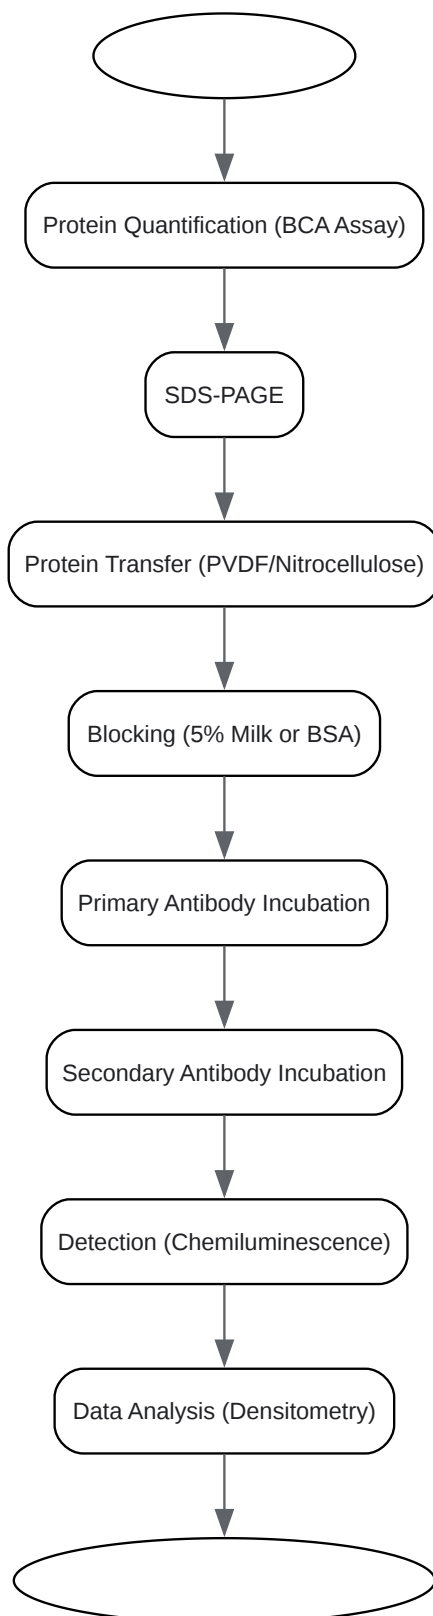 Protein Quantification (BCA Assay)
SDS-PAGE
Protein Transfer (PVDF/Nitrocellulose)
Blocking (5% Milk or BSA)
Primary Antibody Incubation
Secondary Antibody Incubation
Detection (Chemiluminescence)
Data Analysis (Densitometry)